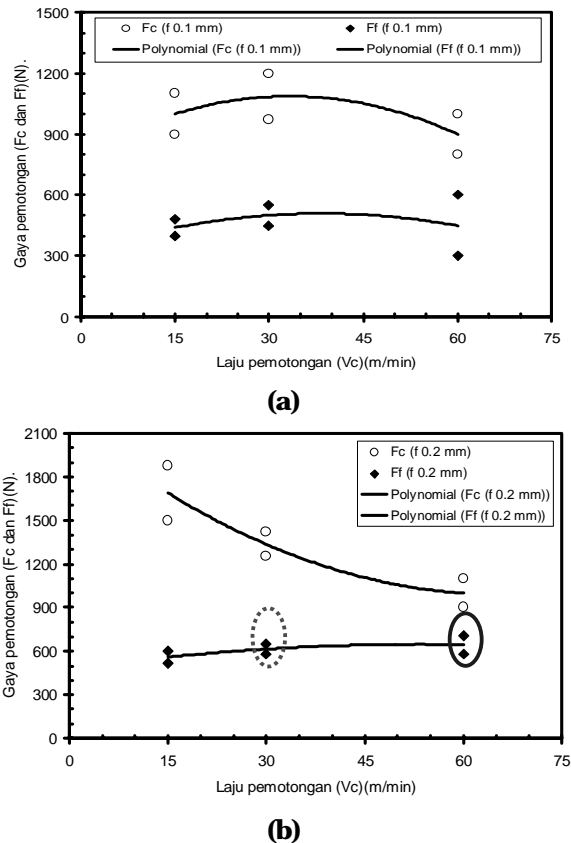 Fc (f 0.1 mm) Ff (f 0.1 mm)
Polynomial (Fc (f 0.1 mm)) Polynomial (Ff (f 0.1 mm))
Gaya pemotongan (Fc dan Ff)(N).
1500
1200
900
600
300
0
0 15 30 45 60 75
Laju pemotongan (Vc)(m/min)
(a)
Fc (f 0.2 mm)
Ff (f 0.2 mm)
Polynomial (Fc (f 0.2 mm))
Polynomial (Ff (f 0.2 mm))
Gaya pemotongan (Fc dan Ff)(N).
2100
1800
1500
1200
900
600
300
0
0 15 30 45 60 75
Laju pemotongan (Vc)(m/min)
(b)